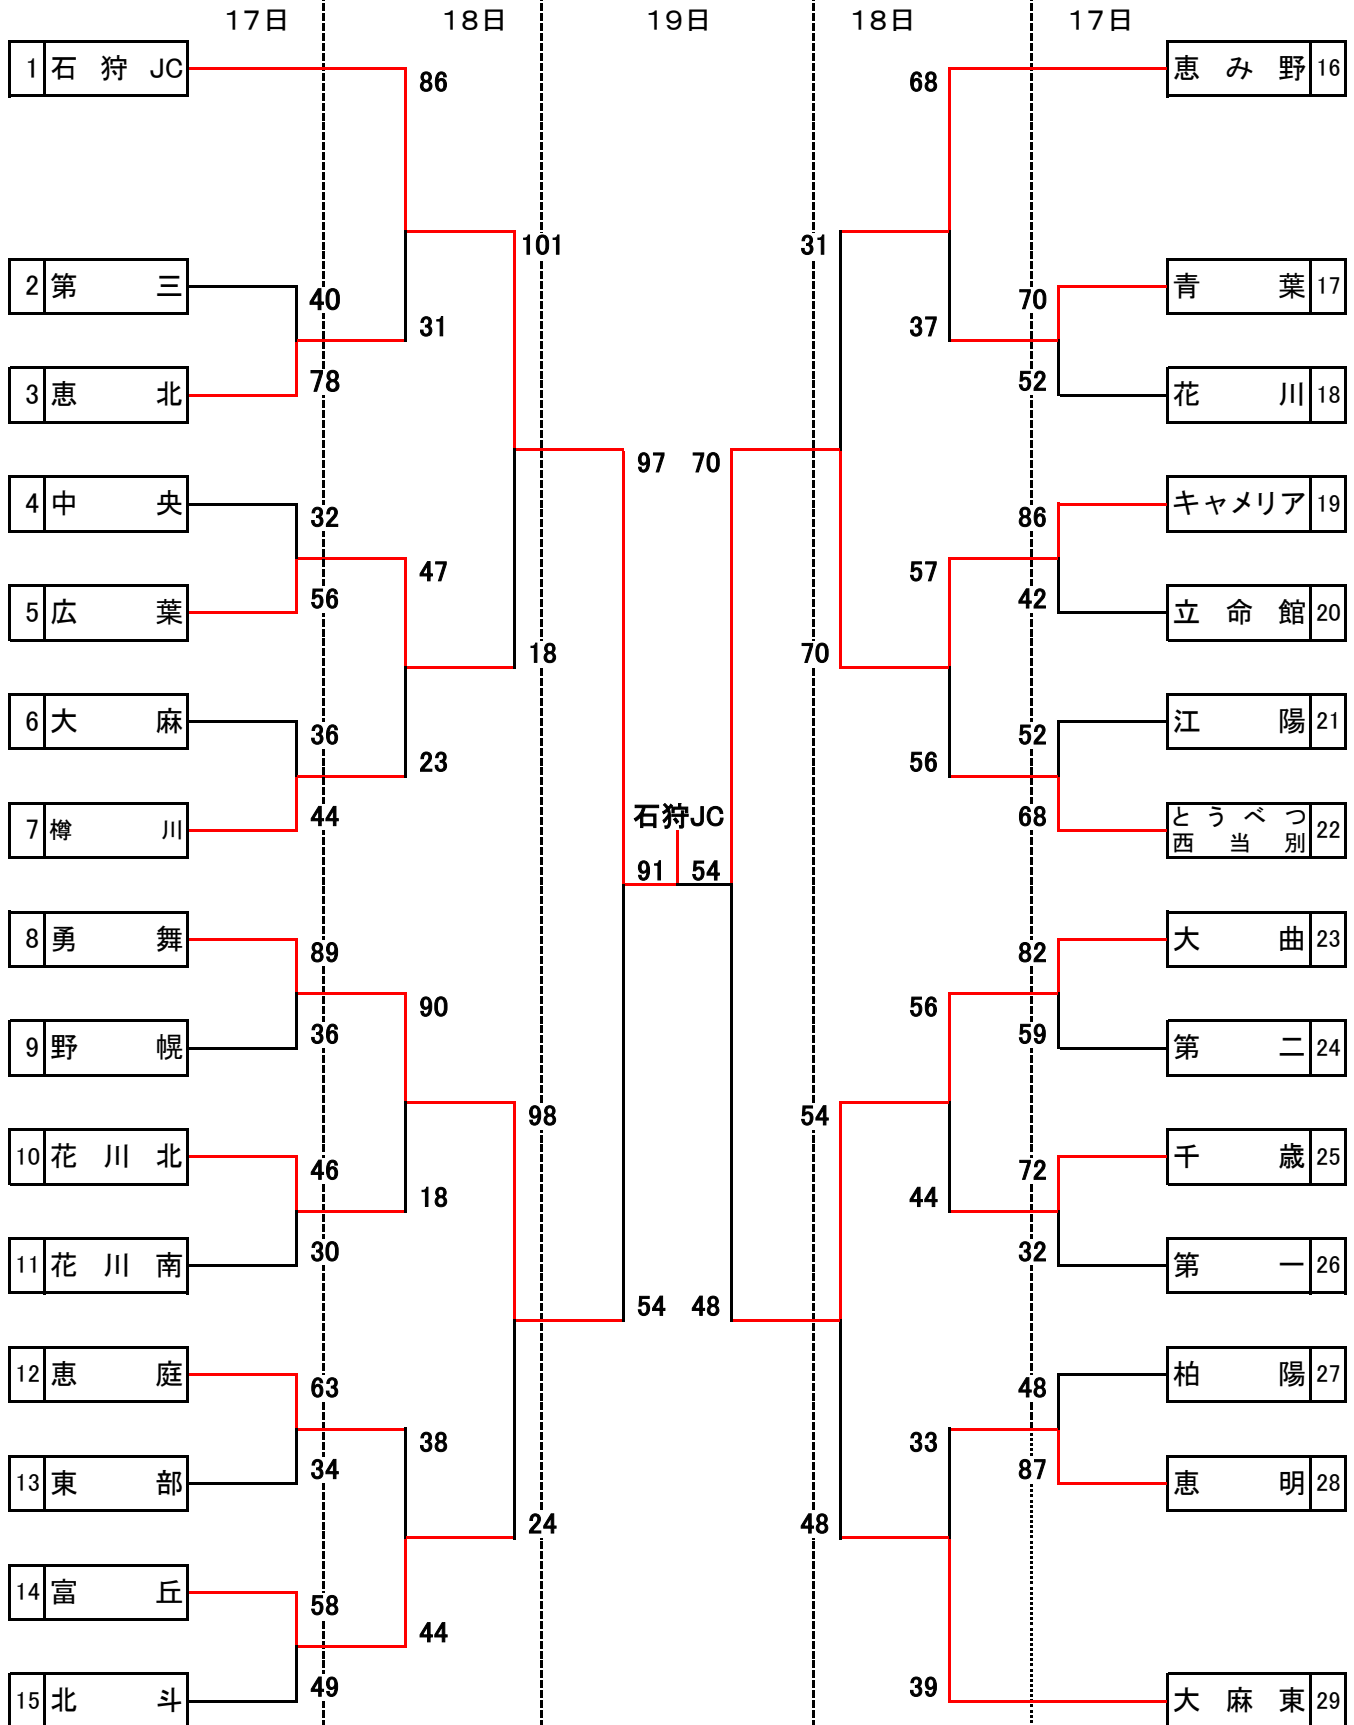 17日 18日 19日 18日 17日
1 石狩JC 86 68 恵み野 16
101 31
2 第三 40 70 青葉 17
31 37
3 恵北 78 52 花川 18
97 70
4 中央 32 86 キャメリア 19
47 57
5 広葉 56 42 立命館 20
18 70
6 大麻 36 52 江陽 21
23 56
7 樽川 44 68 とうべつ 22
西当別
石狩JC
91 54
8 勇舞 89 82 大曲 23
90 56
9 野幌 36 59 第二 24
98 54
10 花川北 46 72 千歳 25
18 44
11 花川南 30 32 第一 26
54 48
12 恵庭 63 48 柏陽 27
38 33
13 東部 34 87 恵明 28
24 48
14 富丘 58
44
15 北斗 49 39 大麻東 29